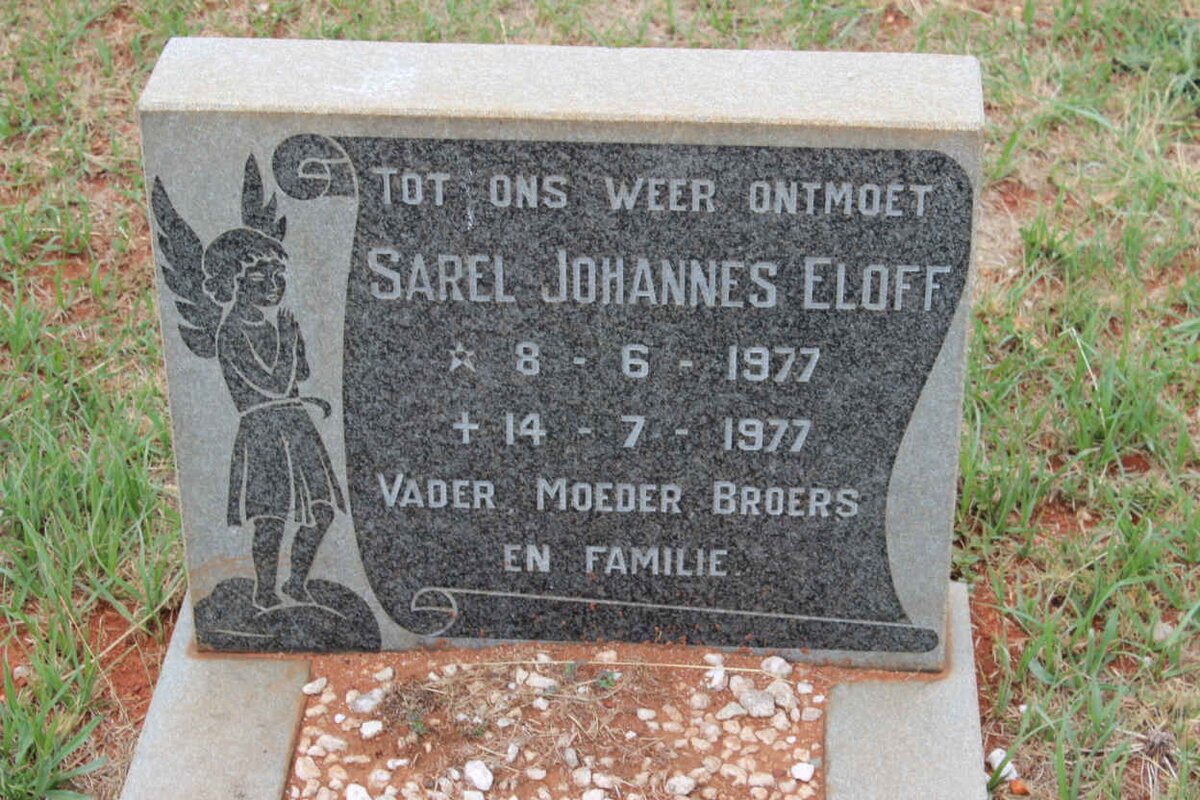 TOT ONS WEER ONTMOET
SAREL JOHANNES ELOFF
☆ 8 - 6 - 1977
+ 14 - 7 - 1977
VADER MOEDER BROERS
EN FAMILIE